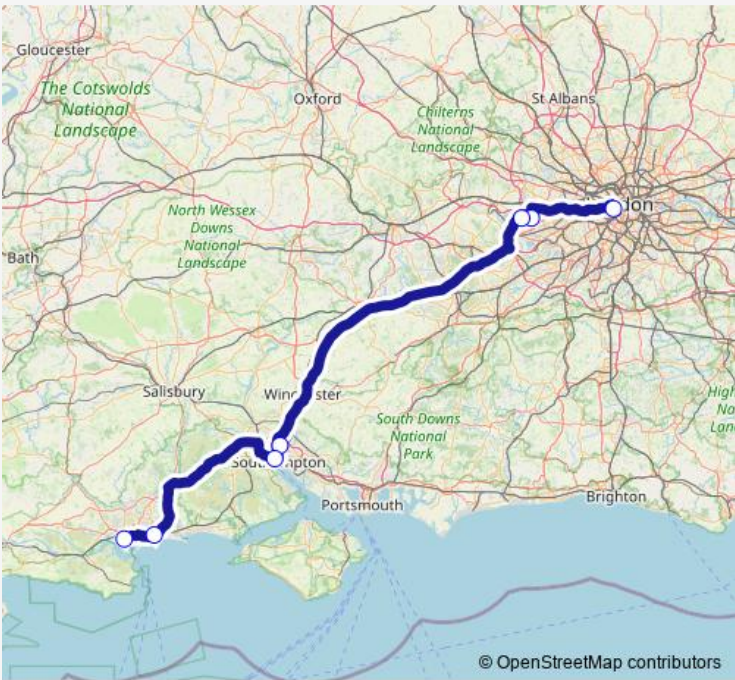 Gloucester
The Cotswolds
National
Landscape
Oxford
St Albans
Chilterns
National
Landscape
North Wessex
Downs
National
Landscape
Bath
Salisbury
South Downs
National
Park
Portsmouth
Brighton
© OpenStreetMap contributors